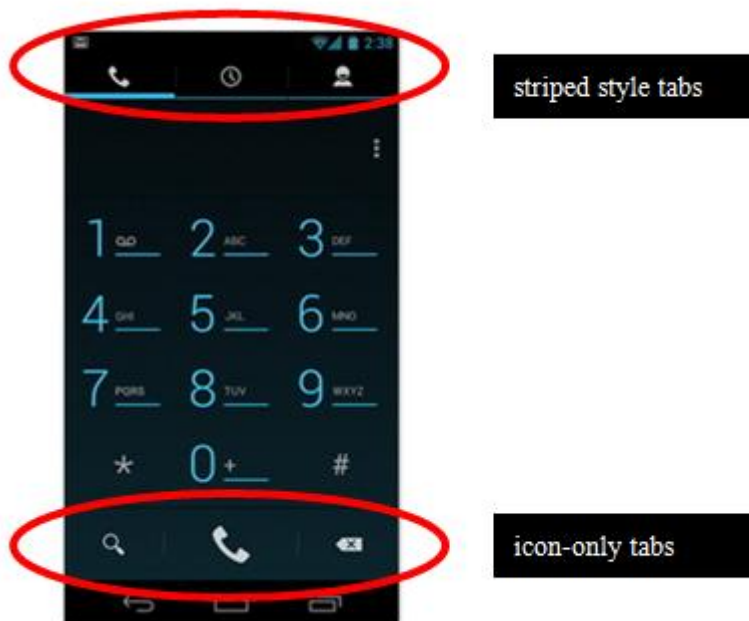 2:38
striped style tabs
1
2 ABC
3 DEF
4 GHI
5 JKL
6 MNO
7 PQRS
8 TUV
9 WXYZ
* 0 + #
icon-only tabs